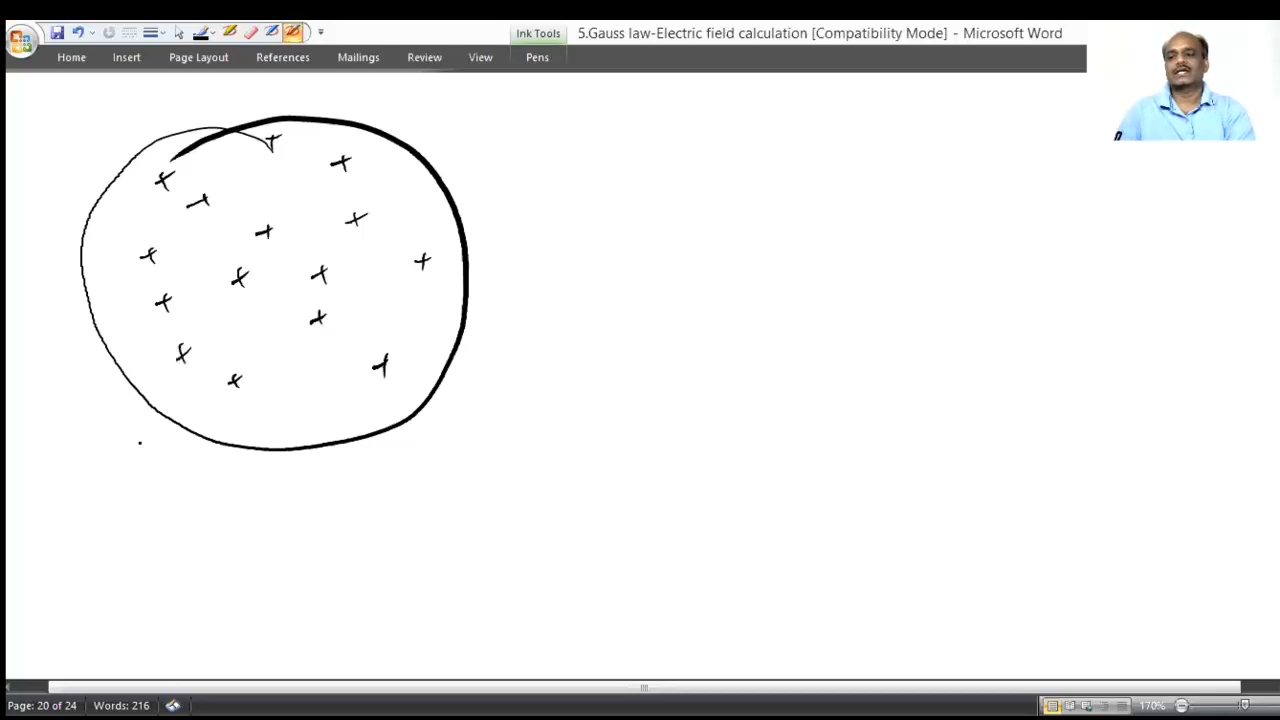 5.Gauss law-Electric field calculation [Compatibility Mode] - Microsoft Word
Ink Tools
Home Insert Page Layout References Mailings Review View Pens
+ +
+ +
+ +
+ +
+ + +
+ +
+ +
+
Page: 20 of 24 Words: 216 170%